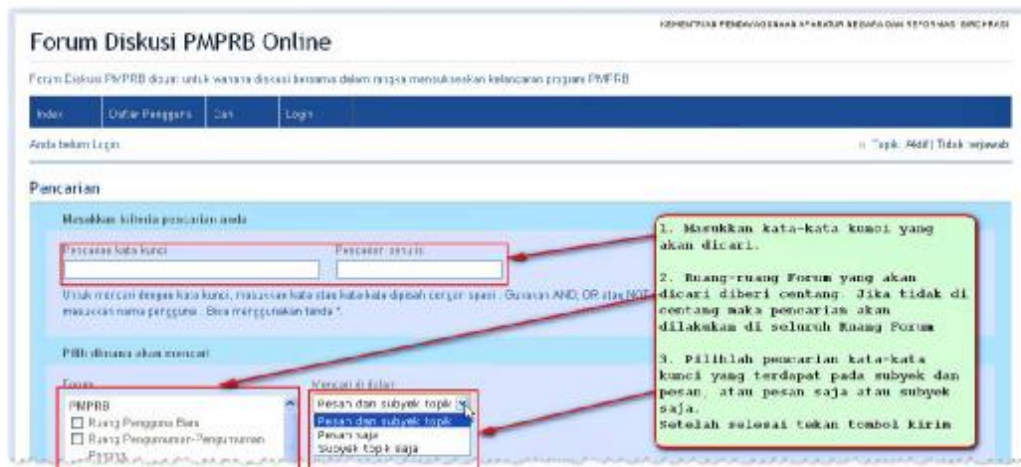 KEMENTRIAN PENDAYAGUNAAN APARATUR NEGARA DAN REFORMASI BIROKRASI
Forum Diskusi PMPRB Online
Forum Diskusi PMPRB dibuat untuk wahana diskusi bersama dalam rangka mensukseskan kelancaran program PMPRB
Index Daftar Pengguna Cari Login
Anda belum Login Topik: Aktif | Tidak terjawab
Pencarian
Masukkan kriteria pencarian anda
Pencarian kata kunci Pencarian penulis
Untuk mencari dengan kata kunci, masukkan kata atau kata-kata dipisah dengan spasi. Gunakan AND, OR atau NOT
masukkan nama pengguna. Bisa menggunakan tanda *.
Pilih dimana akan mencari
Forum Mencari di dalam
PMPRB
Ruang Pengguna Baru
Ruang Pengumuman-Pengumuman
Pesan dan subyek topik
Pesan dan subyek topik
Pesan saja
Subyek topik saja
1. Masukkan kata-kata kunci yang
akan dicari.
2. Ruang-ruang Forum yang akan
dicari diberi centang. Jika tidak di
centang maka pencarian akan
dilakukan di seluruh Ruang Forum
3. Pilihlah pencarian kata-kata
kunci yang terdapat pada subyek dan
pesan, atau pesan saja atau subyek
saja.
Setelah selesai tekan tombol kirim